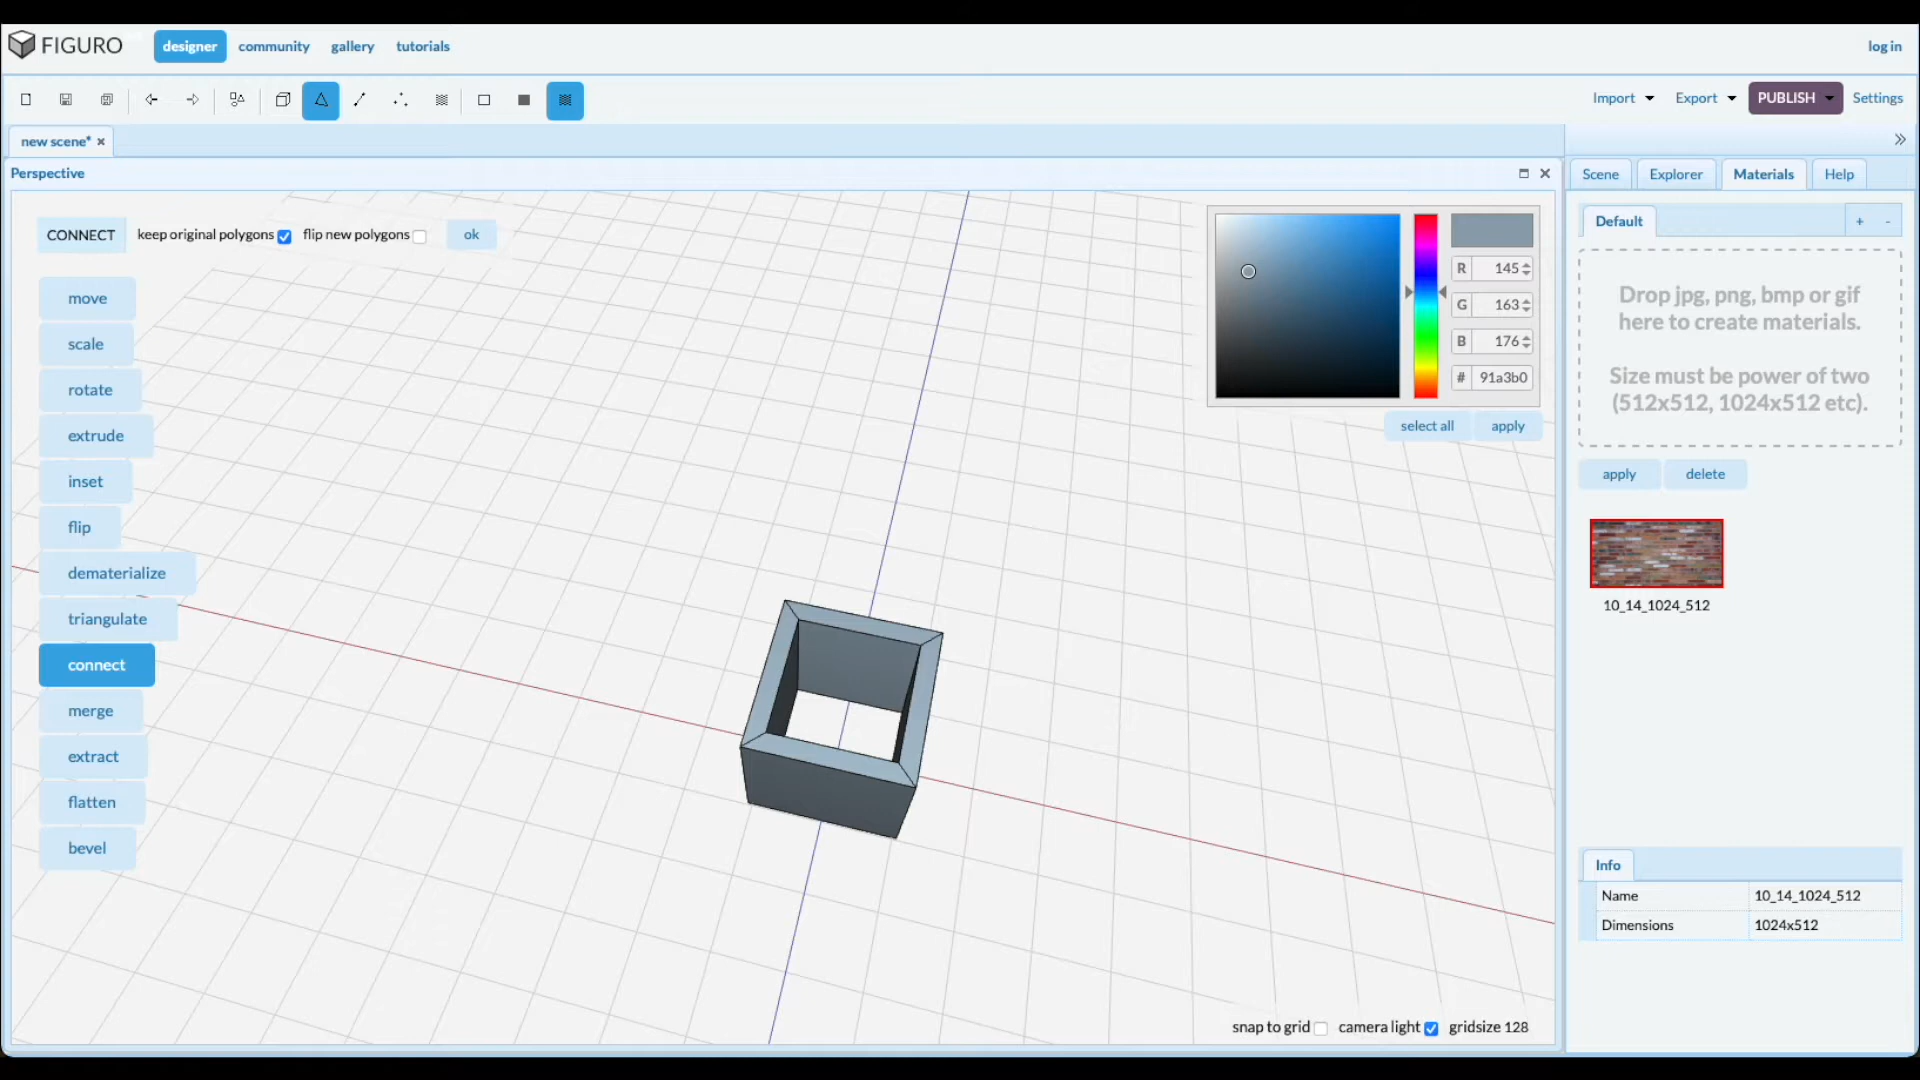 FIGURO designer community gallery tutorials log in
Import Export PUBLISH Settings
new scene*
Perspective
CONNECT keep original polygons flip new polygons ok
move
scale
rotate
extrude
inset
flip
dematerialize
triangulate
connect
merge
extract
flatten
bevel
R 145
G 163
B 176
# 91a3b0
select all apply
snap to grid camera light gridsize 128
Scene Explorer Materials Help
Default + -
Drop jpg, png, bmp or gif
here to create materials.
Size must be power of two
(512x512, 1024x512 etc).
apply delete
10_14_1024_512
Info
Name 10_14_1024_512
Dimensions 1024x512